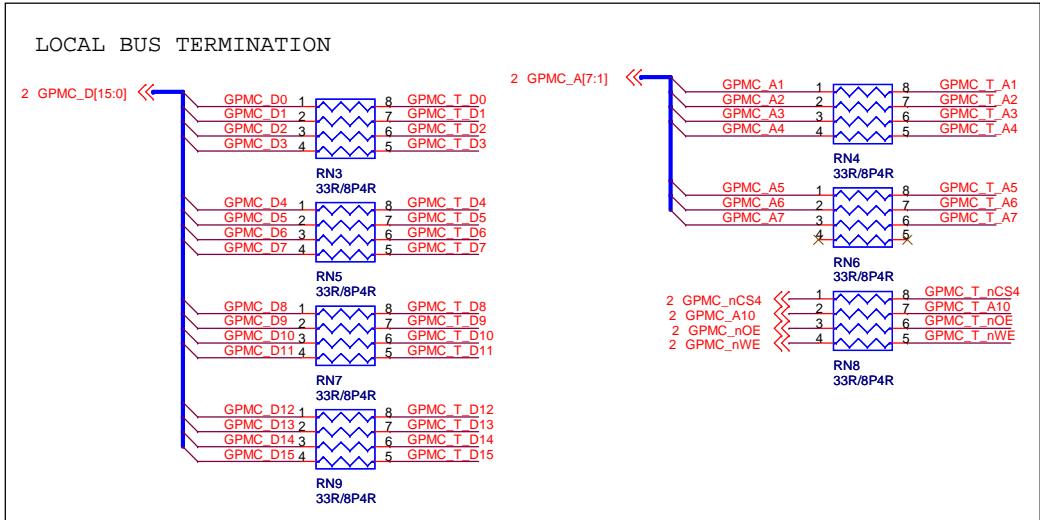 LOCAL BUS TERMINATION
2 GPMC_D[15:0]
GPMC_D0 1 8 GPMC_T_D0
GPMC_D1 2 7 GPMC_T_D1
GPMC_D2 3 6 GPMC_T_D2
GPMC_D3 4 5 GPMC_T_D3
RN3
33R/8P4R
GPMC_D4 1 8 GPMC_T_D4
GPMC_D5 2 7 GPMC_T_D5
GPMC_D6 3 6 GPMC_T_D6
GPMC_D7 4 5 GPMC_T_D7
RN5
33R/8P4R
GPMC_D8 1 8 GPMC_T_D8
GPMC_D9 2 7 GPMC_T_D9
GPMC_D10 3 6 GPMC_T_D10
GPMC_D11 4 5 GPMC_T_D11
RN7
33R/8P4R
GPMC_D12 1 8 GPMC_T_D12
GPMC_D13 2 7 GPMC_T_D13
GPMC_D14 3 6 GPMC_T_D14
GPMC_D15 4 5 GPMC_T_D15
RN9
33R/8P4R
2 GPMC_A[7:1]
GPMC_A1 1 8 GPMC_T_A1
GPMC_A2 2 7 GPMC_T_A2
GPMC_A3 3 6 GPMC_T_A3
GPMC_A4 4 5 GPMC_T_A4
RN4
33R/8P4R
GPMC_A5 1 8 GPMC_T_A5
GPMC_A6 2 7 GPMC_T_A6
GPMC_A7 3 6 GPMC_T_A7
4 5
RN6
33R/8P4R
2 GPMC_nCS4 1 8 GPMC_T_nCS4
2 GPMC_A10 2 7 GPMC_T_A10
2 GPMC_nOE 3 6 GPMC_T_nOE
2 GPMC_nWE 4 5 GPMC_T_nWE
RN8
33R/8P4R